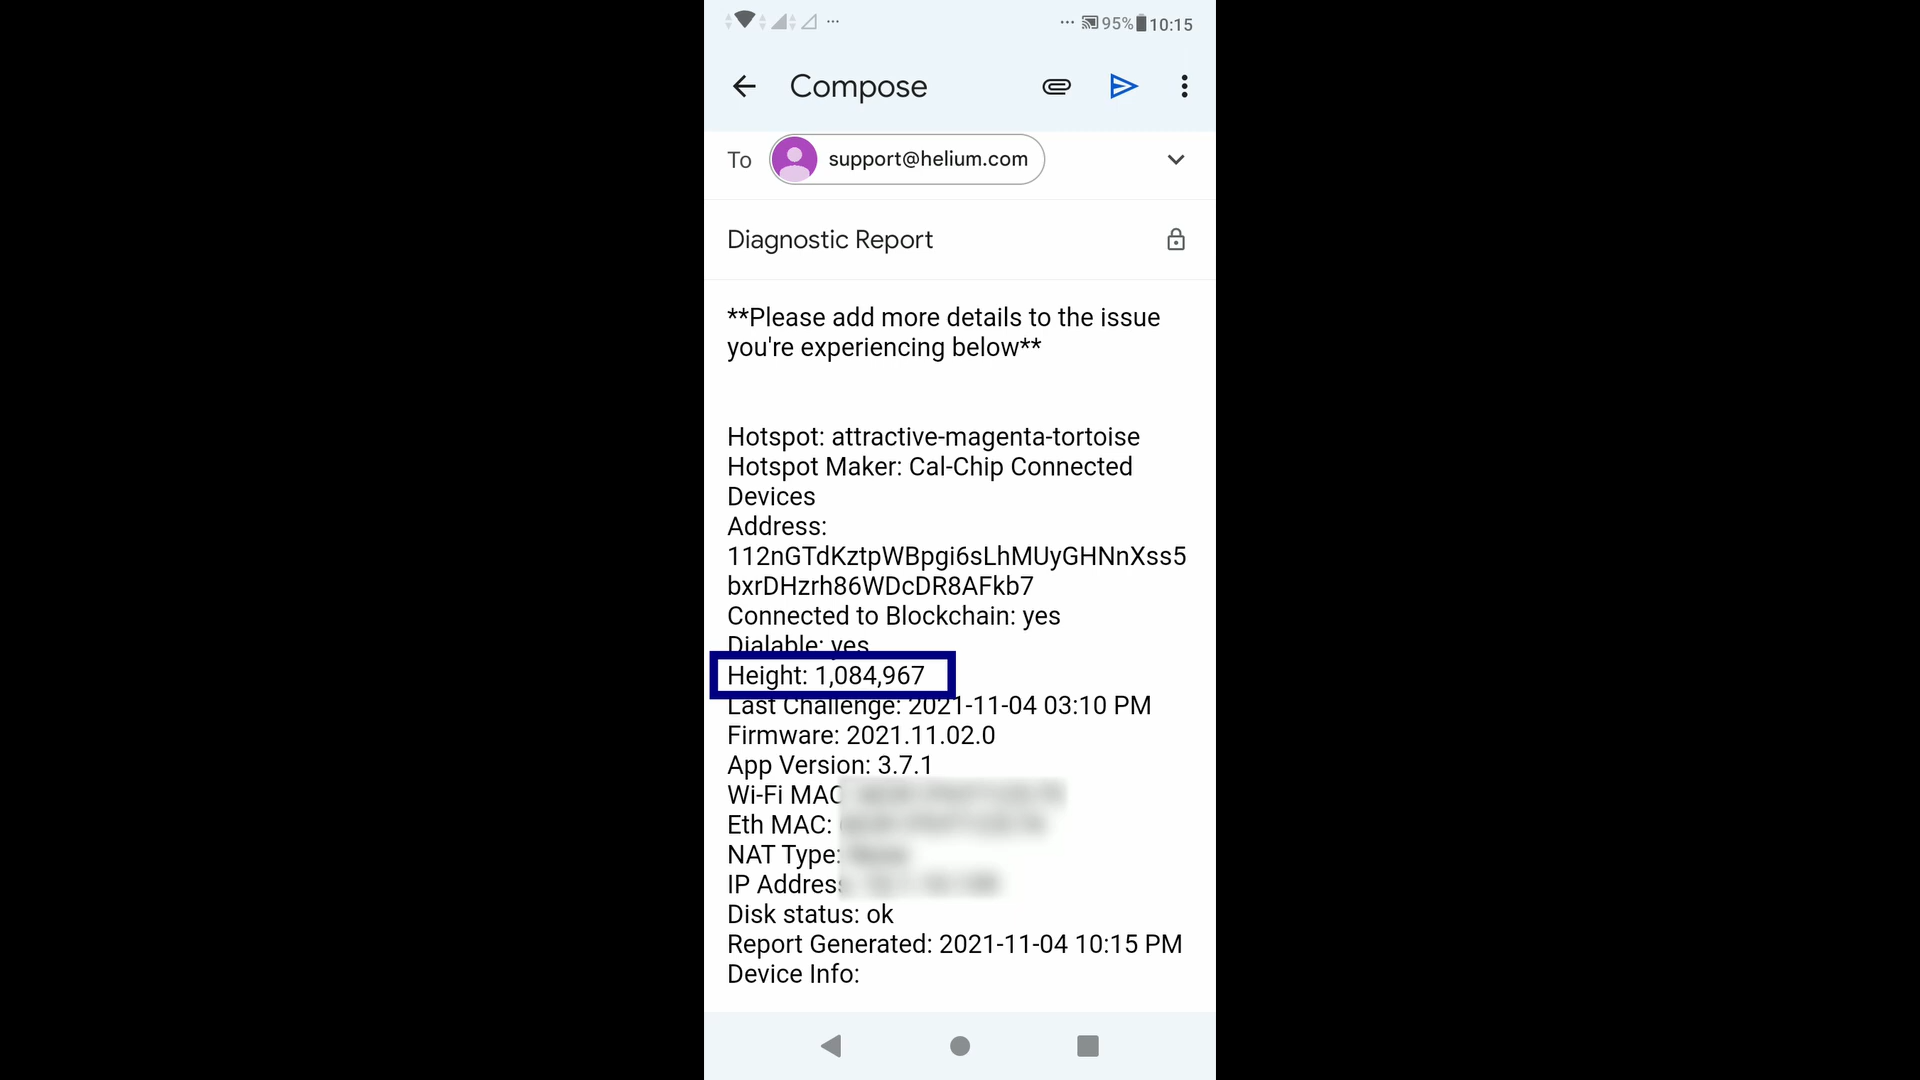 95% 10:15
Compose
To support@helium.com
Diagnostic Report
**Please add more details to the issue
you're experiencing below**
Hotspot: attractive-magenta-tortoise
Hotspot Maker: Cal-Chip Connected
Devices
Address:
112nGTdKztpWBpgi6sLhMUyGHNnXss5
bxrDHzrh86WDcDR8AFkb7
Connected to Blockchain: yes
Dialable: yes
Height: 1,084,967
Last Challenge: 2021-11-04 03:10 PM
Firmware: 2021.11.02.0
App Version: 3.7.1
Wi-Fi MAC
Eth MAC:
NAT Type:
IP Address
Disk status: ok
Report Generated: 2021-11-04 10:15 PM
Device Info: